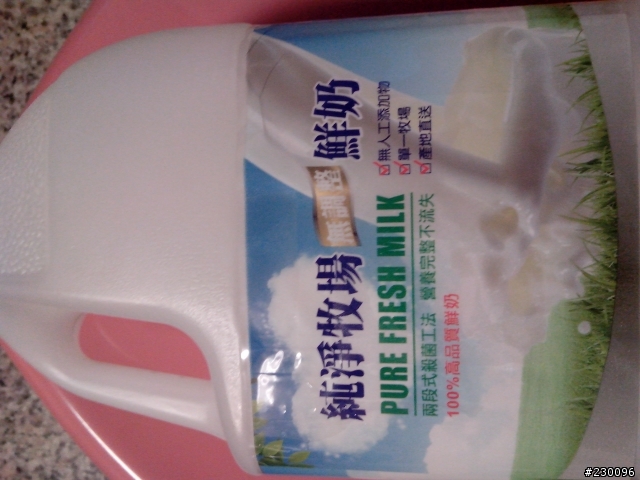 純淨牧場 無調整 鮮奶
PURE FRESH MILK
兩段式殺菌工法 營養完整不流失
100%高品質鮮奶
無人工添加物
單一牧場
產地直送
#230096